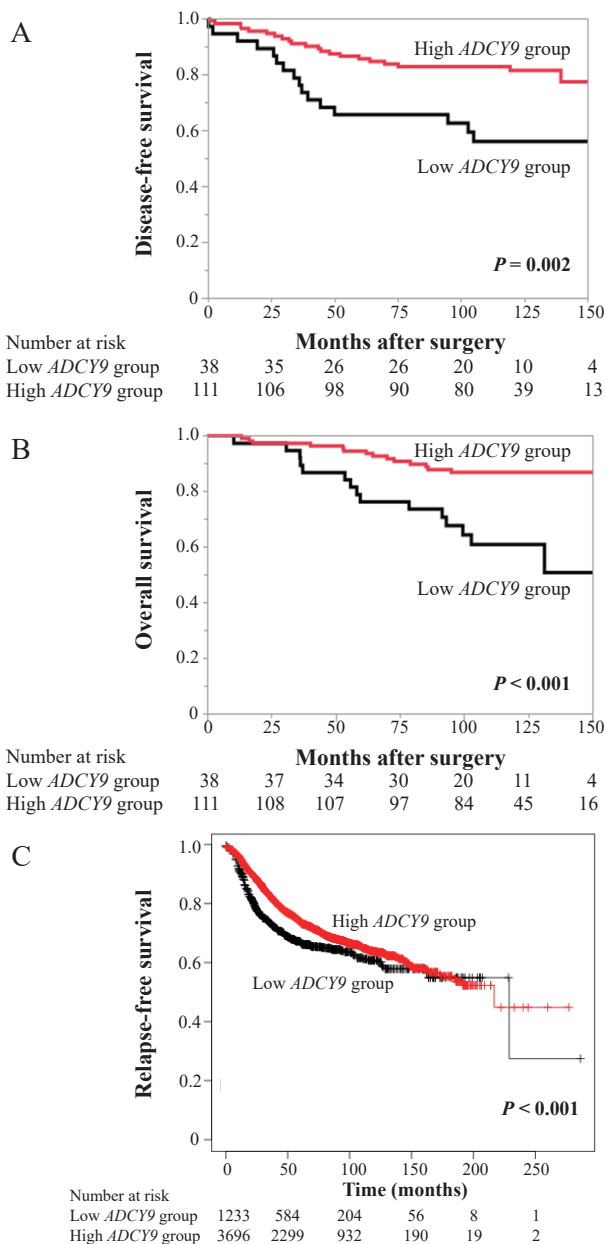 A
1.0
High ADCY9 group
0.8
Disease-free survival
0.6
Low ADCY9 group
0.4
0.2
P = 0.002
0
0 25 50 75 100 125 150
Number at risk
Months after surgery
Low ADCY9 group 38 35 26 26 20 10 4
High ADCY9 group 111 106 98 90 80 39 13
B
1.0
High ADCY9 group
0.8
Overall survival
0.6
Low ADCY9 group
0.4
0.2
P < 0.001
0
0 25 50 75 100 125 150
Number at risk
Months after surgery
Low ADCY9 group 38 37 34 30 20 11 4
High ADCY9 group 111 108 107 97 84 45 16
C
1.0
0.8
High ADCY9 group
Relapse-free survival
0.6
Low ADCY9 group
0.4
0.2
P < 0.001
0
0 50 100 150 200 250
Time (months)
Number at risk
Low ADCY9 group 1233 584 204 56 8 1
High ADCY9 group 3696 2299 932 190 19 2